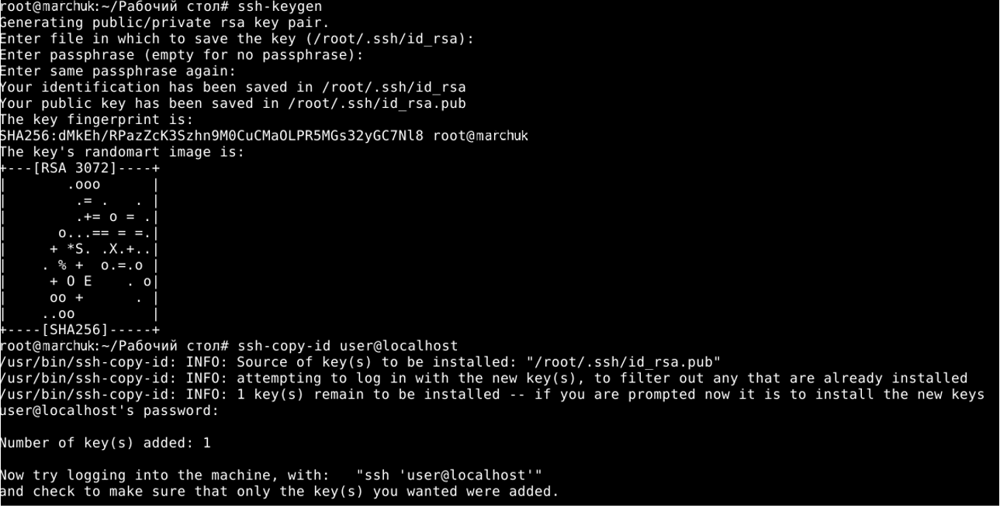 root@marchuk:~/Рабочий стол# ssh-keygen
Generating public/private rsa key pair.
Enter file in which to save the key (/root/.ssh/id_rsa):
Enter passphrase (empty for no passphrase):
Enter same passphrase again:
Your identification has been saved in /root/.ssh/id_rsa
Your public key has been saved in /root/.ssh/id_rsa.pub
The key fingerprint is:
SHA256:dMkEh/RPazZcK3Szhn9M0CuCMaOLPR5MGs32yGC7Nl8 root@marchuk
The key's randomart image is:
+---[RSA 3072]----+
|       .ooo      |
|        .= .   . |
|        .+= o = .|
|      o...== = =.|
|     + *S. .X.+..|
|    . % +  o.=.o |
|     + O E    . o|
|     oo +      . |
|    ..oo         |
+----[SHA256]-----+
root@marchuk:~/Рабочий стол# ssh-copy-id user@localhost
/usr/bin/ssh-copy-id: INFO: Source of key(s) to be installed: "/root/.ssh/id_rsa.pub"
/usr/bin/ssh-copy-id: INFO: attempting to log in with the new key(s), to filter out any that are already installed
/usr/bin/ssh-copy-id: INFO: 1 key(s) remain to be installed -- if you are prompted now it is to install the new keys
user@localhost's password:

Number of key(s) added: 1

Now try logging into the machine, with:   "ssh 'user@localhost'"
and check to make sure that only the key(s) you wanted were added.